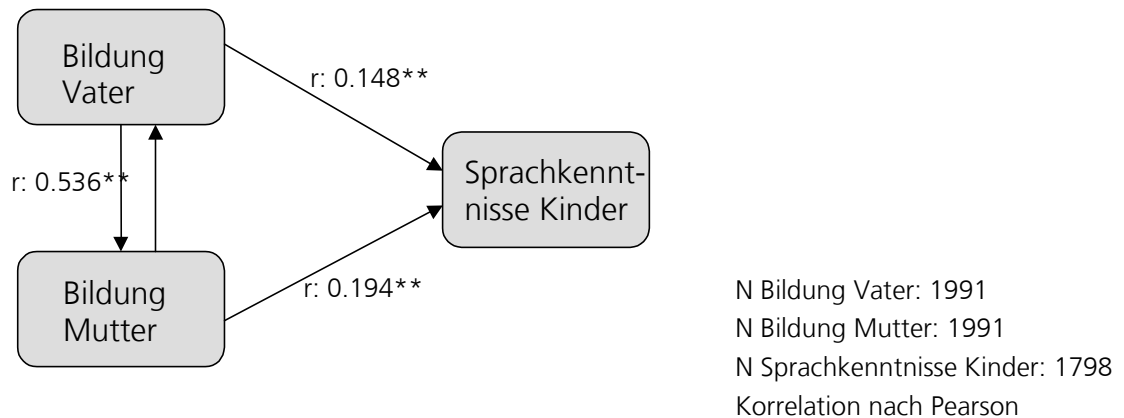 Bildung
Vater
r: 0.148**
r: 0.536**
Sprachkennt-
nisse Kinder
Bildung
Mutter
r: 0.194**
N Bildung Vater: 1991
N Bildung Mutter: 1991
N Sprachkenntnisse Kinder: 1798
Korrelation nach Pearson